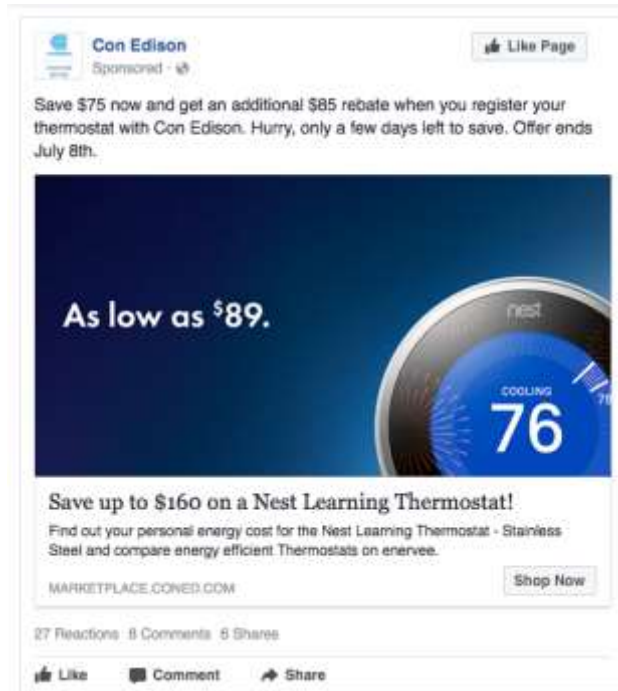 Con Edison
Like Page
Sponsored ·
Save $75 now and get an additional $85 rebate when you register your
thermostat with Con Edison. Hurry, only a few days left to save. Offer ends
July 8th.
As low as $89.
nest
COOLING
76
78
Save up to $160 on a Nest Learning Thermostat!
Find out your personal energy cost for the Nest Learning Thermostat - Stainless
Steel and compare energy efficient Thermostats on enervee.
MARKETPLACE.CONED.COM
Shop Now
27 Reactions 8 Comments 6 Shares
Like Comment Share